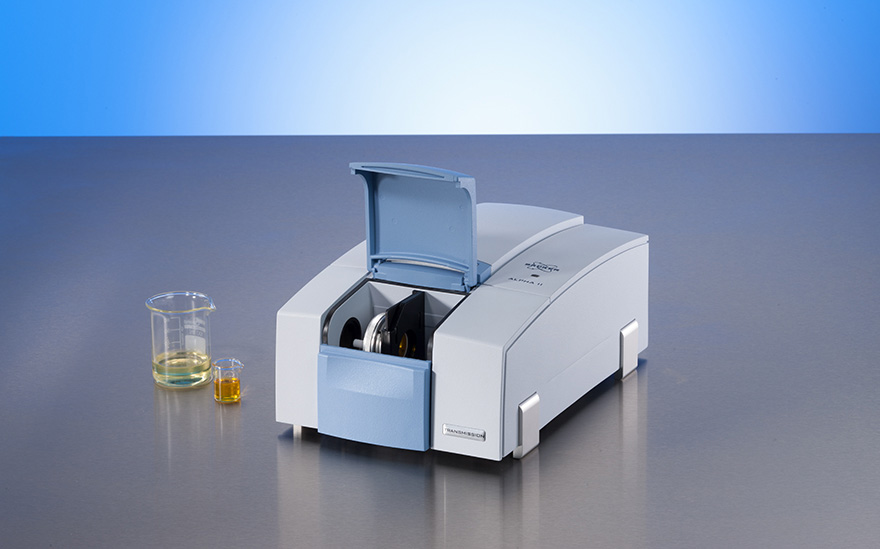 BRUKER
ALPHA II
TRANSMISSION